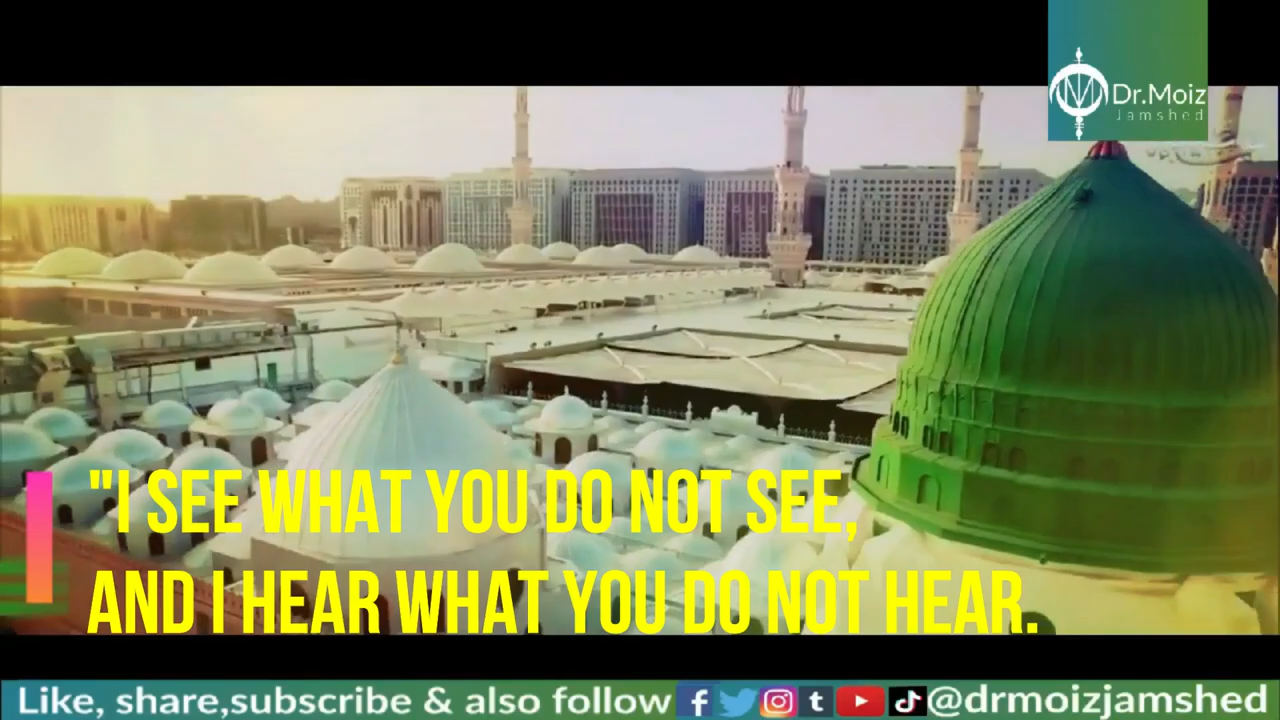 Dr.Moiz
Jamshed
"I SEE WHAT YOU DO NOT SEE,
AND I HEAR WHAT YOU DO NOT HEAR.
Like, share,subscribe & also follow @drmoizjamshed